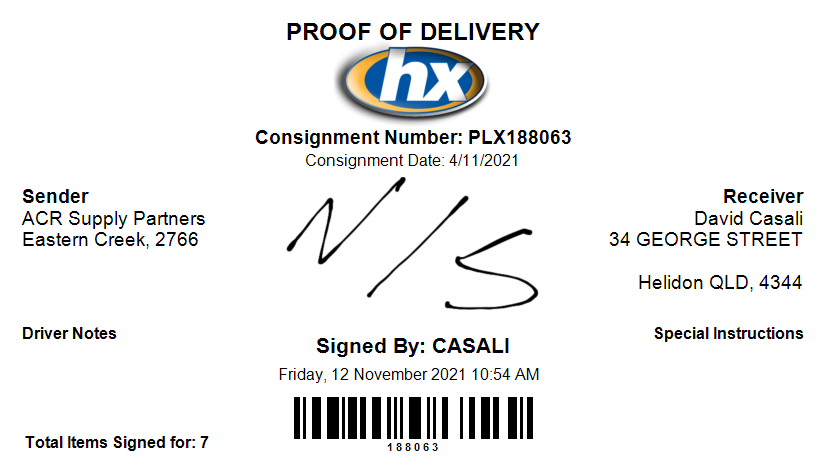 PROOF OF DELIVERY
hx
Consignment Number: PLX188063
Consignment Date: 4/11/2021
Sender
ACR Supply Partners
Eastern Creek, 2766
N/S
Receiver
David Casali
34 GEORGE STREET
Helidon QLD, 4344
Driver Notes
Special Instructions
Signed By: CASALI
Friday, 12 November 2021 10:54 AM
188063
Total Items Signed for: 7